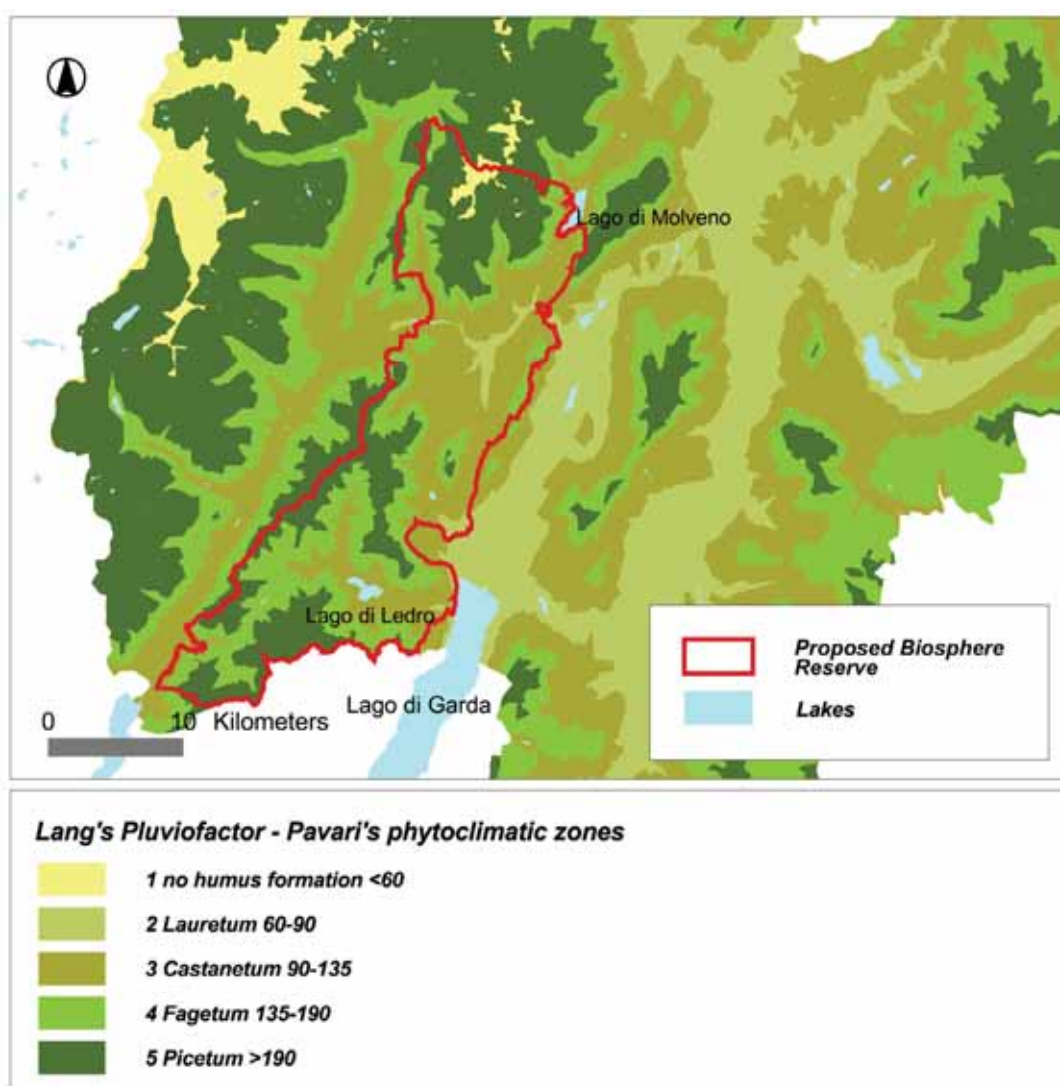 Lago di Molveno
Lago di Ledro
Lago di Garda
0 10 Kilometers
Proposed Biosphere
Reserve
Lakes
Lang's Pluviofactor - Pavari's phytoclimatic zones
1 no humus formation <60
2 Lauretum 60-90
3 Castanetum 90-135
4 Fagetum 135-190
5 Picetum >190